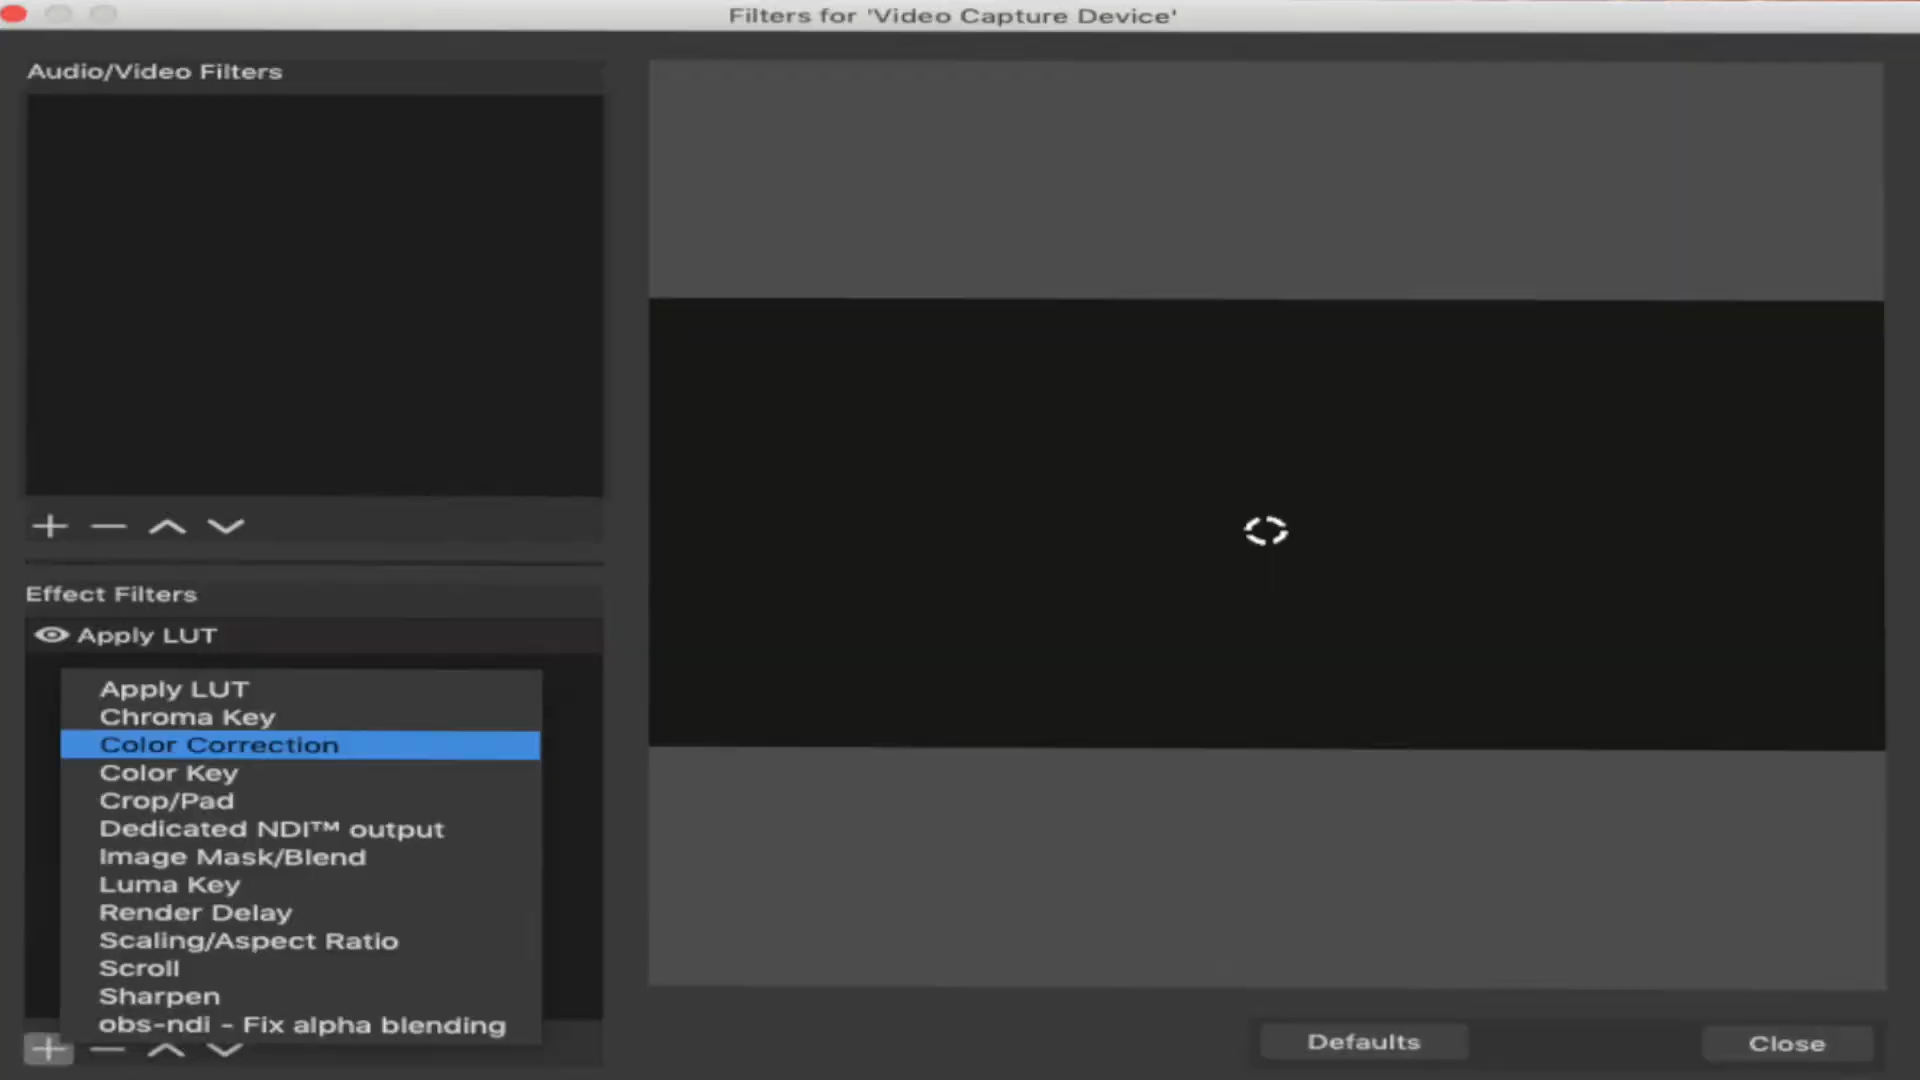 Filters for 'Video Capture Device'
Audio/Video Filters
Effect Filters
Apply LUT
Apply LUT
Chroma Key
Color Correction
Color Key
Crop/Pad
Dedicated NDI™ output
Image Mask/Blend
Luma Key
Render Delay
Scaling/Aspect Ratio
Scroll
Sharpen
obs-ndi - Fix alpha blending
Defaults
Close